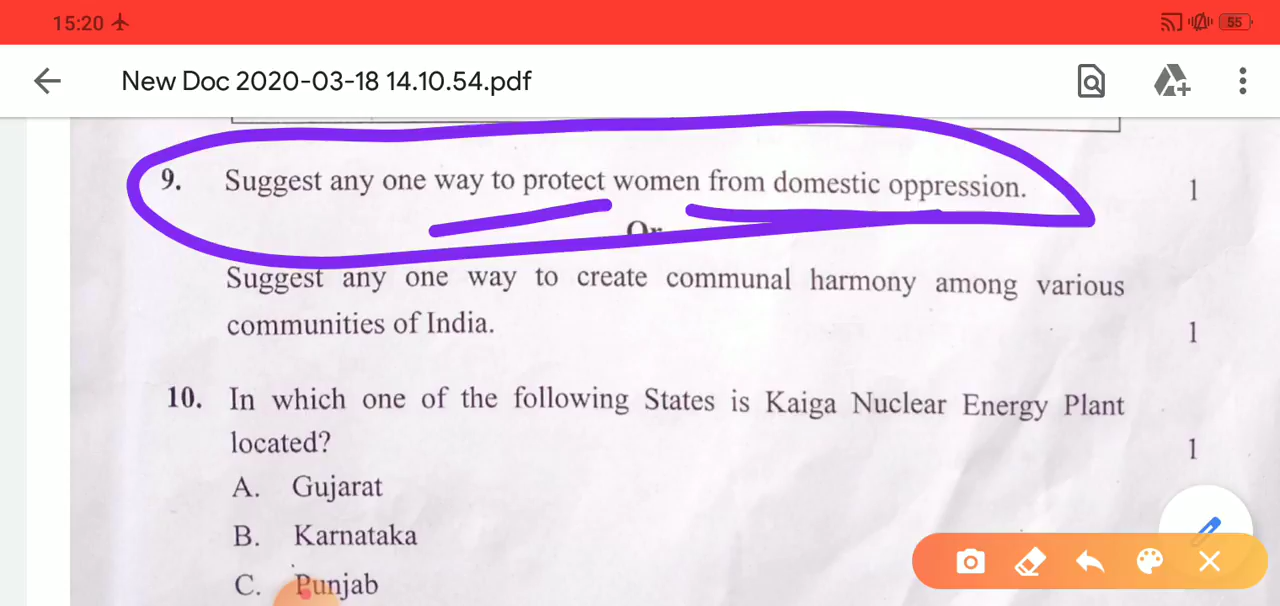 15:20
55
New Doc 2020-03-18 14.10.54.pdf
9. Suggest any one way to protect women from domestic oppression. 1
Or
Suggest any one way to create communal harmony among various
communities of India. 1
10. In which one of the following States is Kaiga Nuclear Energy Plant
located? 1
A. Gujarat
B. Karnataka
C. Punjab